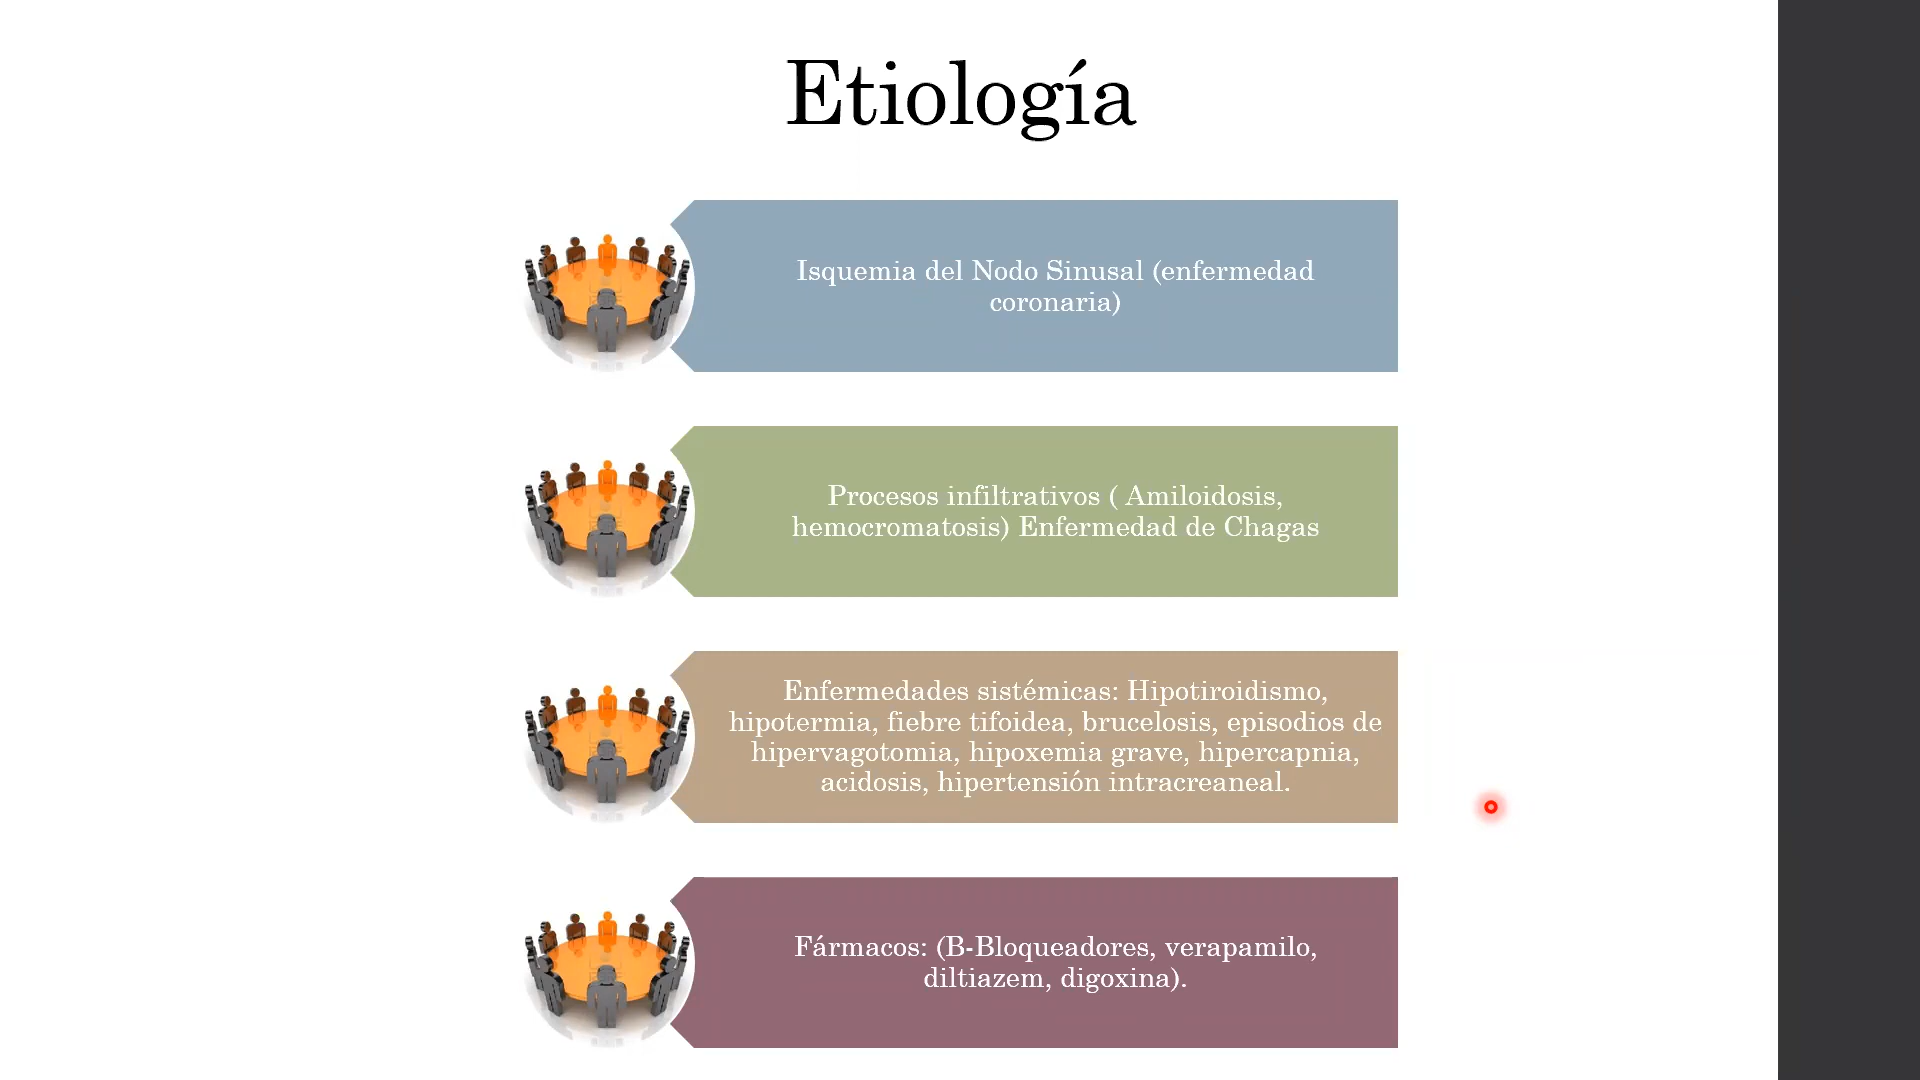 Etiología
Isquemia del Nodo Sinusal (enfermedad
coronaria)
Procesos infiltrativos ( Amiloidosis,
hemocromatosis) Enfermedad de Chagas
Enfermedades sistémicas: Hipotiroidismo,
hipotermia, fiebre tifoidea, brucelosis, episodios de
hipervagotomia, hipoxemia grave, hipercapnia,
acidosis, hipertensión intracreaneal.
Fármacos: (B-Bloqueadores, verapamilo,
diltiazem, digoxina).